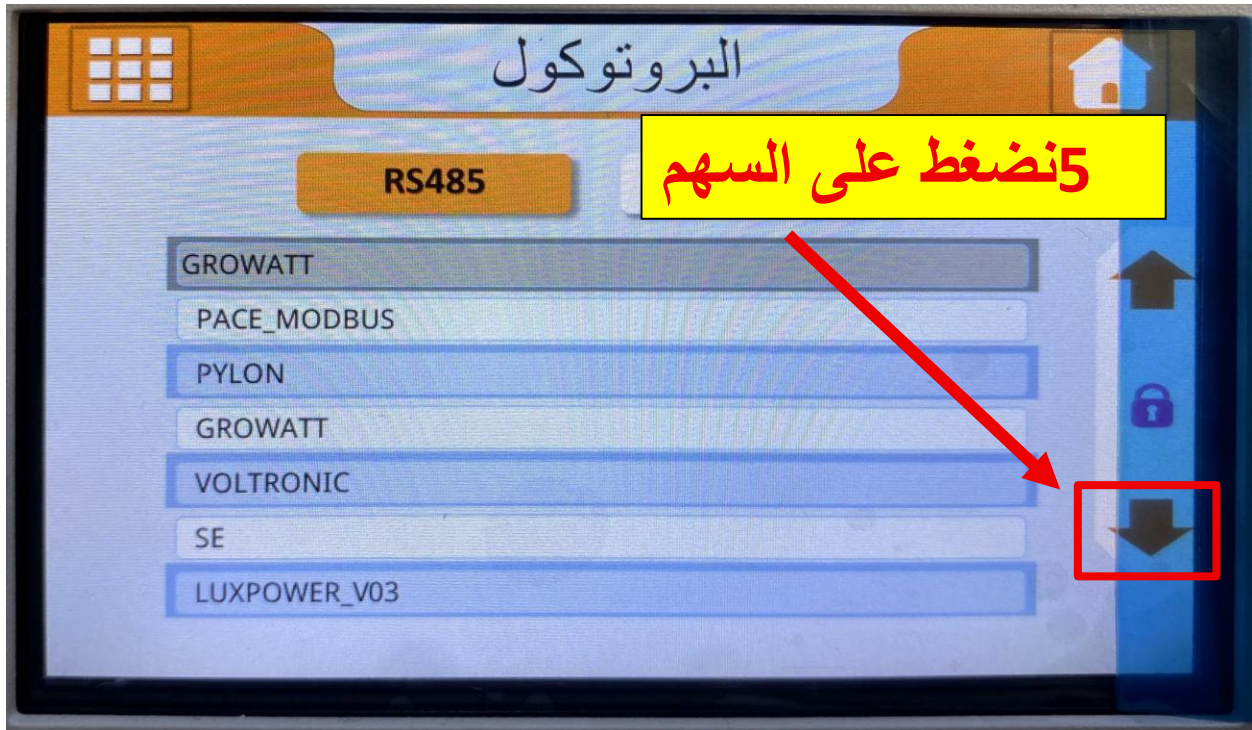 البروتوكول
5نضغط على السهم
RS485
GROWATT
PACE_MODBUS
PYLON
GROWATT
VOLTRONIC
SE
LUXPOWER_V03